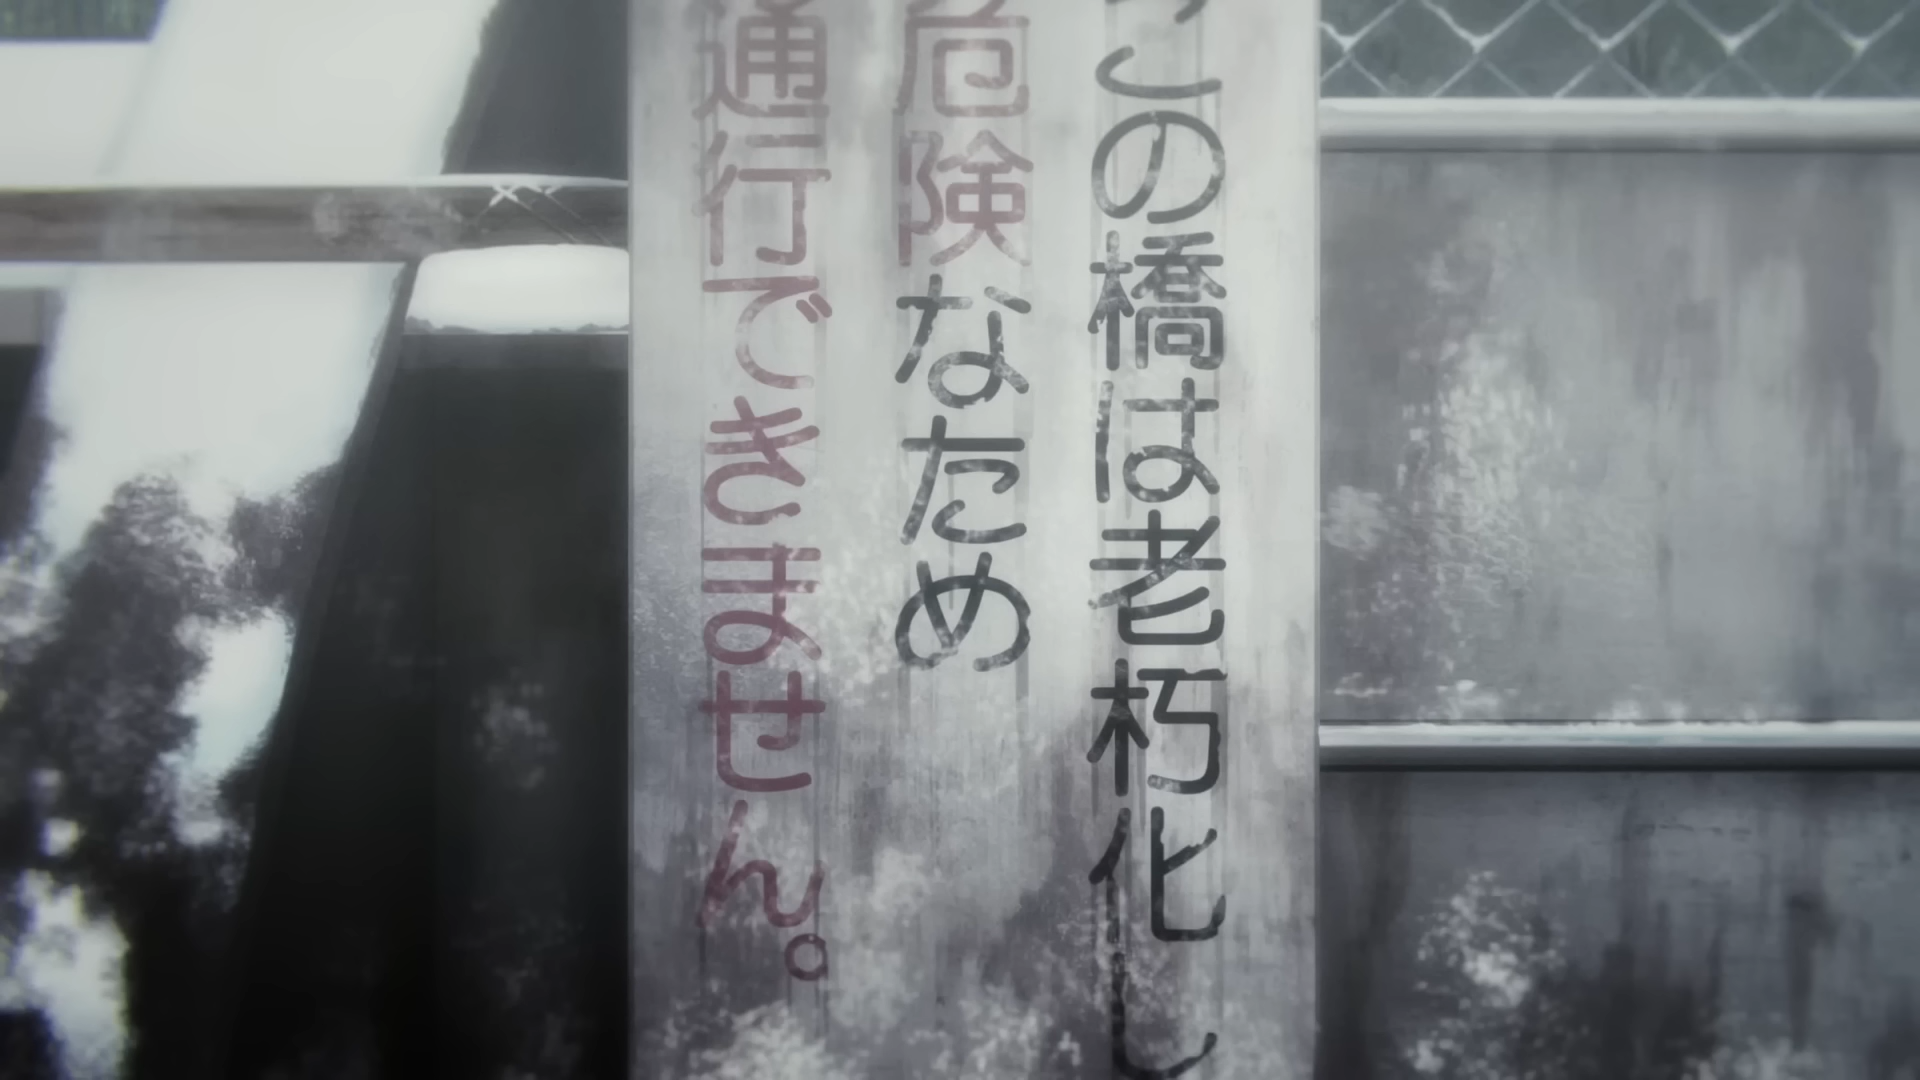 この橋は老朽化し
危険なため
通行できません。